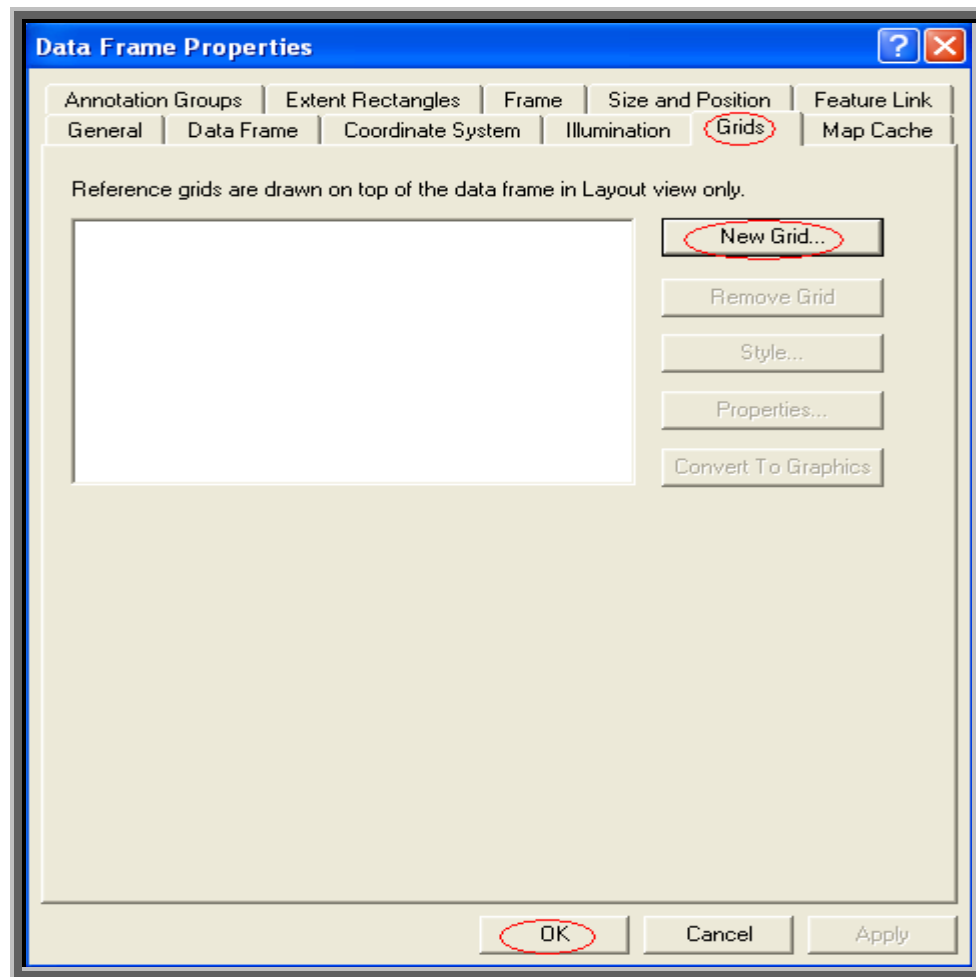 Data Frame Properties
Annotation Groups Extent Rectangles Frame Size and Position Feature Link
General Data Frame Coordinate System Illumination Grids Map Cache
Reference grids are drawn on top of the data frame in Layout view only.
New Grid...
Remove Grid
Style...
Properties...
Convert To Graphics
OK Cancel Apply